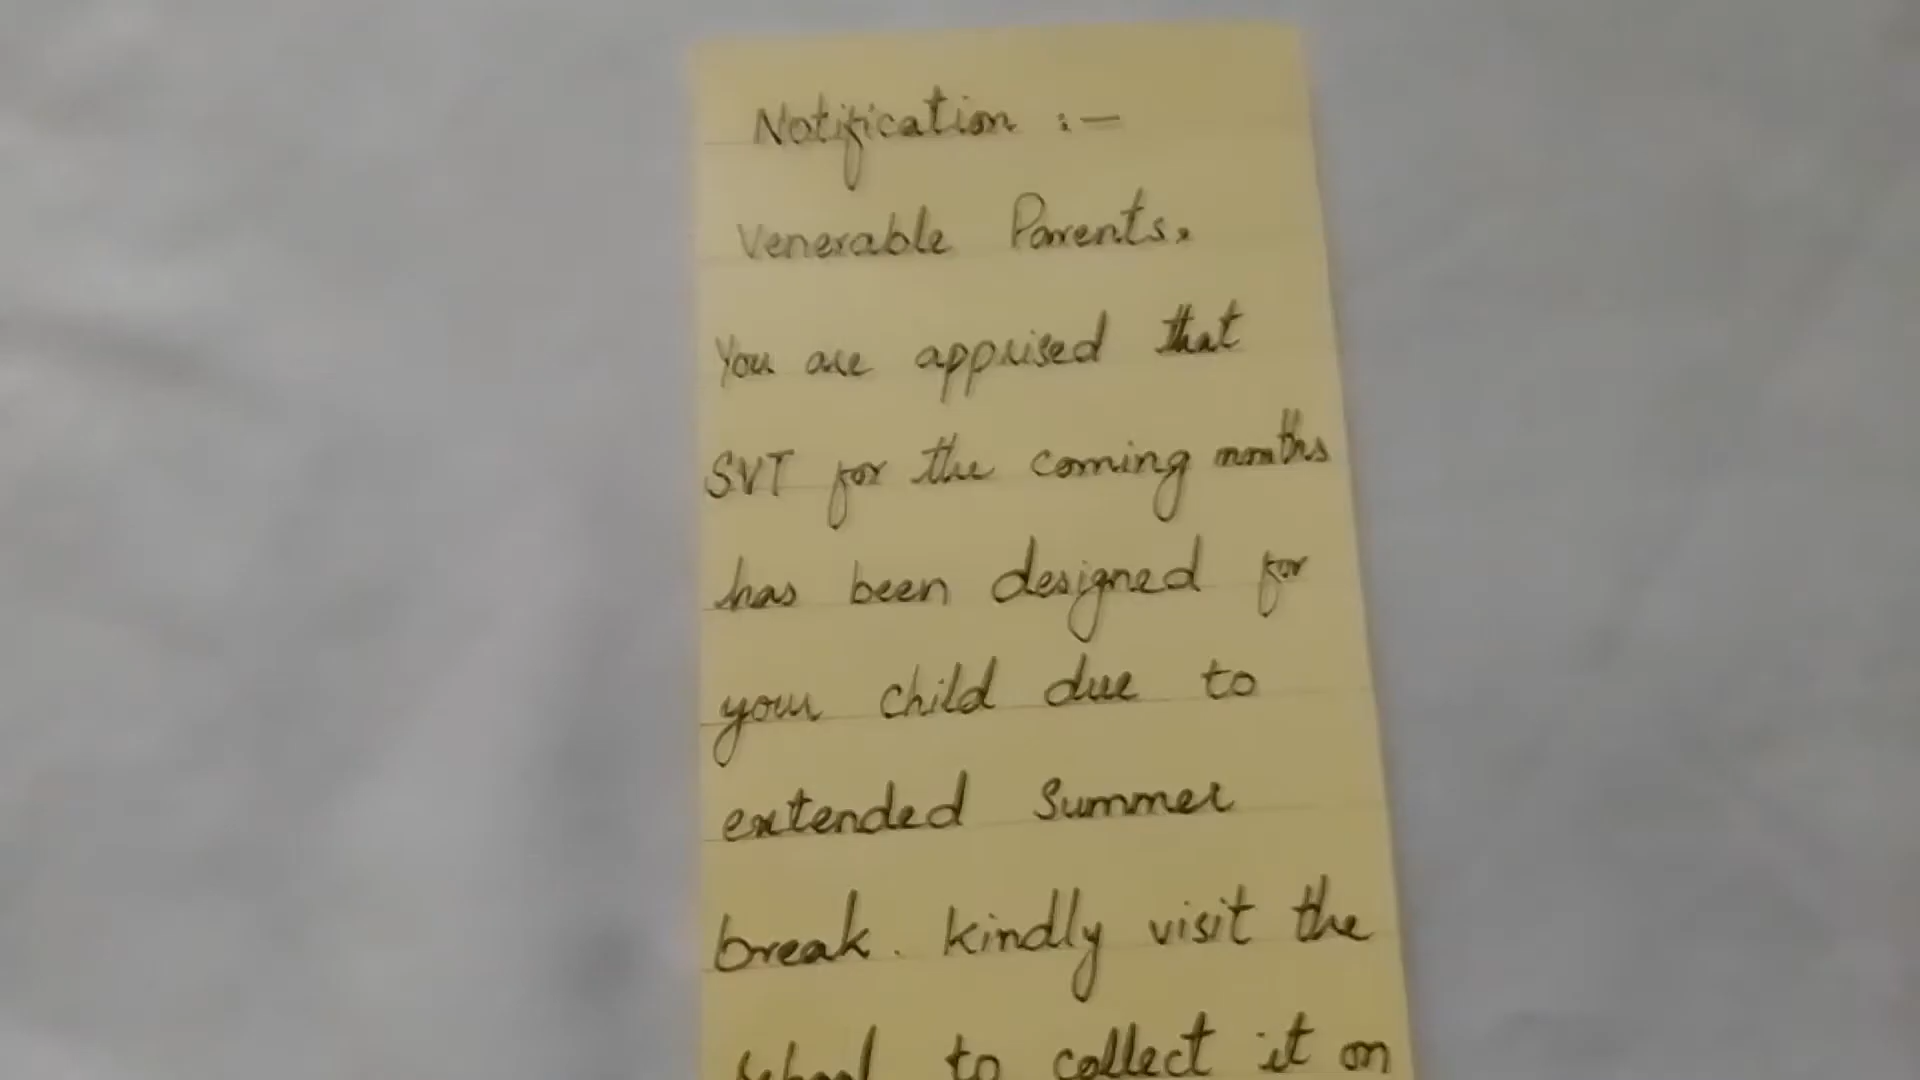 Notification :-
Venerable Parents,
You are apprised that
SVT for the coming months
has been designed for
your child due to
extended Summer
break. kindly visit the
school to collect it on